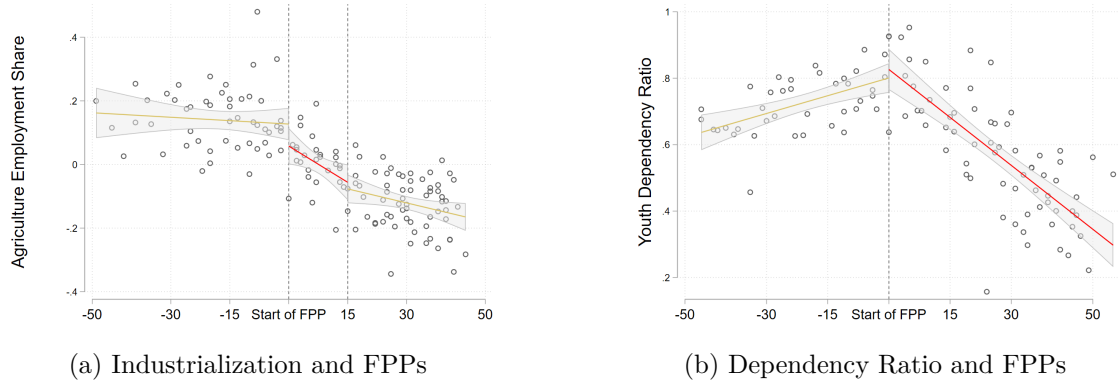 Agriculture Employment Share
.4
.2
0
-.2
-.4
-50 -30 -15 Start of FPP 15 30 50
(a) Industrialization and FPPs
Youth Dependency Ratio
1
.8
.6
.4
.2
-50 -30 -15 Start of FPP 15 30 50
(b) Dependency Ratio and FPPs